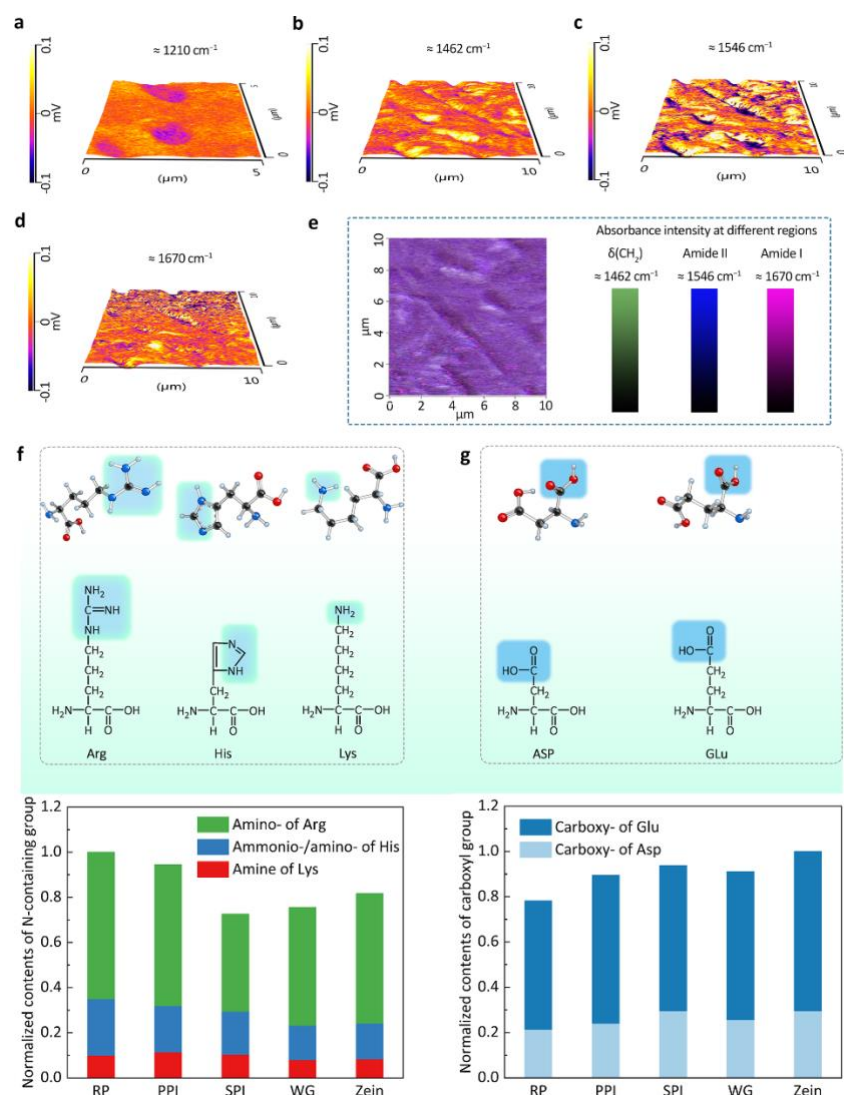 a
≈ 1210 cm⁻¹
0.1
0
-0.1
mV
0
5
(µm)
5
(µm)
0
b
≈ 1462 cm⁻¹
0.1
0
-0.1
mV
0
10
(µm)
(µm)
0
c
≈ 1546 cm⁻¹
0.1
0
-0.1
mV
0
10
(µm)
(µm)
0
d
≈ 1670 cm⁻¹
0.1
0
-0.1
mV
0
10
(µm)
(µm)
0
e
10
8
6
4
2
0
µm
0 2 4 6 8 10
µm
Absorbance intensity at different regions
δ(CH₂) Amide II Amide I
≈ 1462 cm⁻¹ ≈ 1546 cm⁻¹ ≈ 1670 cm⁻¹
f
NH₂
C=NH
NH
CH₂
CH₂
CH₂
H₂N—C—C—OH
H O
Arg
N
NH
CH₂
H₂N—C—C—OH
H O
His
NH₂
CH₂
CH₂
CH₂
CH₂
H₂N—C—C—OH
H O
Lys
g
O
HO—C
CH₂
H₂N—C—C—OH
H O
ASP
O
HO—C
CH₂
CH₂
H₂N—C—C—OH
H O
GLu
Normalized contents of N-containing group
1.2
1.0
0.8
0.6
0.4
0.2
0.0
Amino- of Arg
Ammonio-/amino- of His
Amine of Lys
RP PPI SPI WG Zein
Normalized contents of carboxyl group
1.2
1.0
0.8
0.6
0.4
0.2
0.0
Carboxy- of Glu
Carboxy- of Asp
RP PPI SPI WG Zein